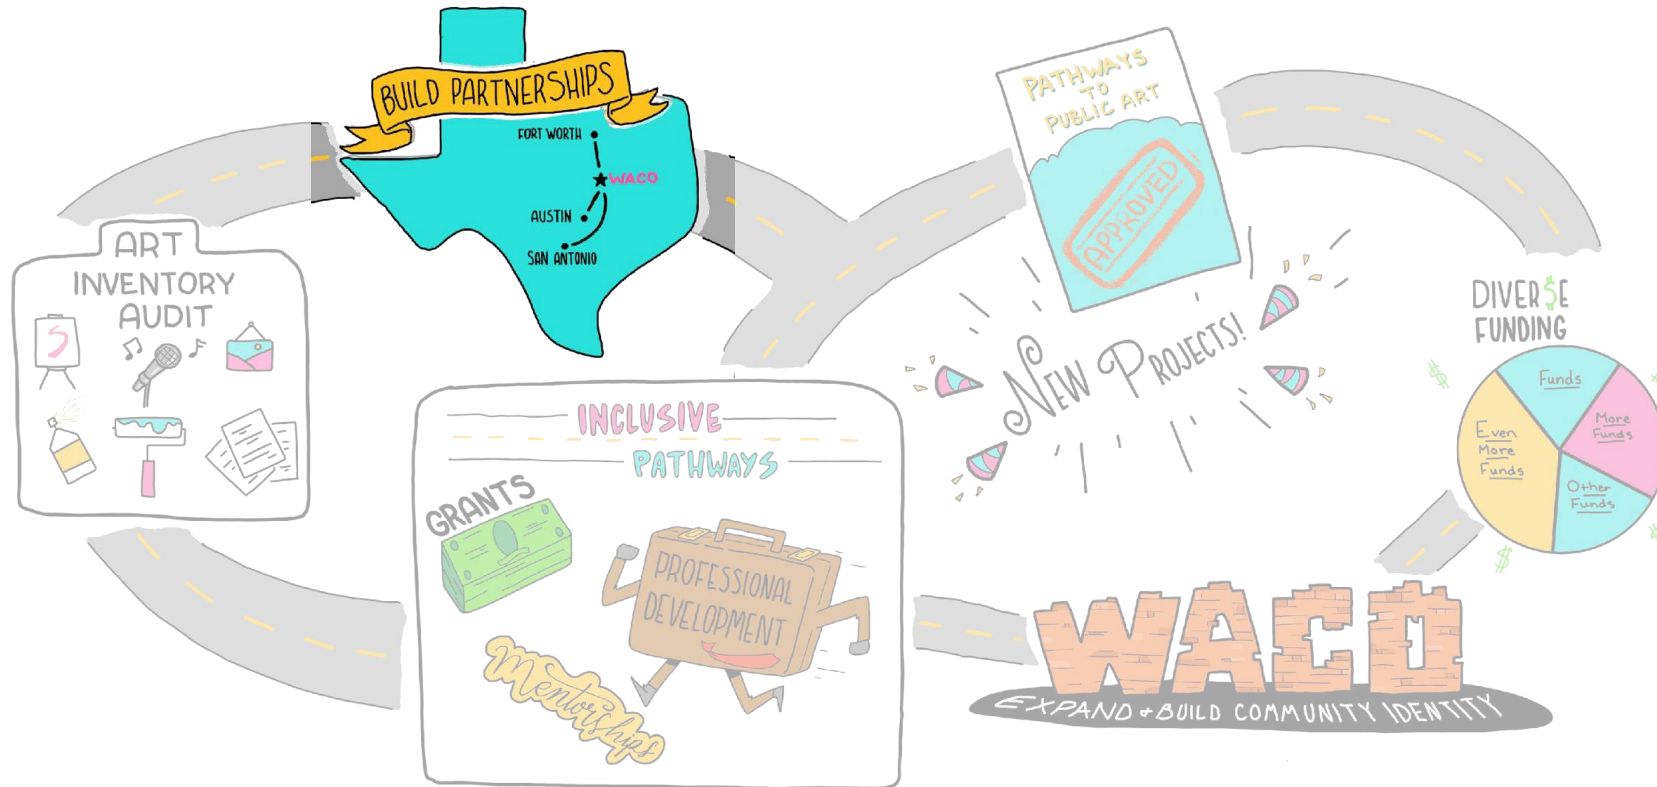 BUILD PARTNERSHIPS
FORT WORTH
WACO
AUSTIN
SAN ANTONIO
ART
INVENTORY
AUDIT
INCLUSIVE
PATHWAYS
GRANTS
PROFESSIONAL
DEVELOPMENT
Mentorships
PATHWAYS
TO
PUBLIC ART
APPROVED
NEW PROJECTS!
DIVER$E
FUNDING
Funds
More
Funds
Even
More
Funds
Other
Funds
WACO
EXPAND + BUILD COMMUNITY IDENTITY